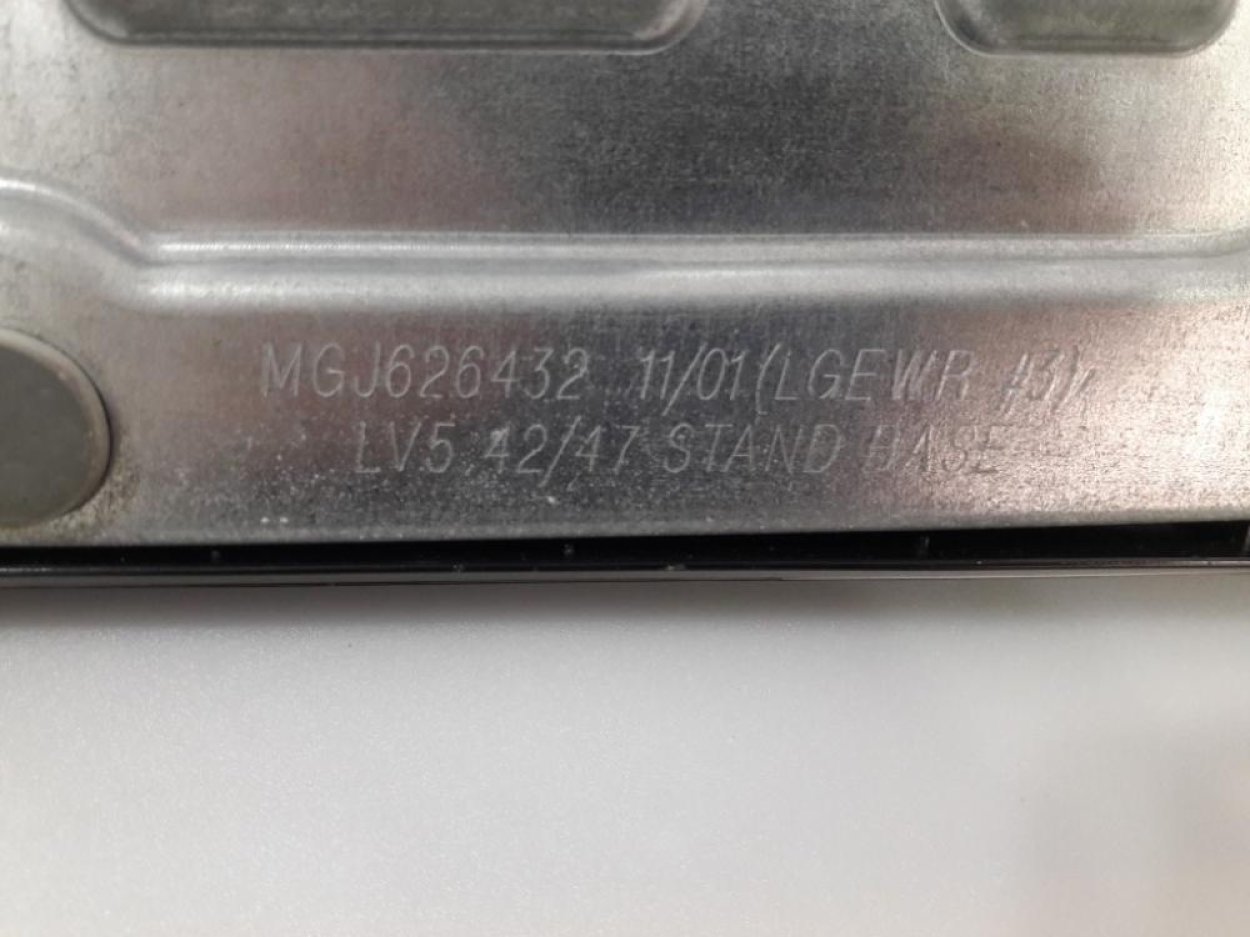 MGJ626432 11/01(LGEWR #3)
LV5 42/47 STAND BASE